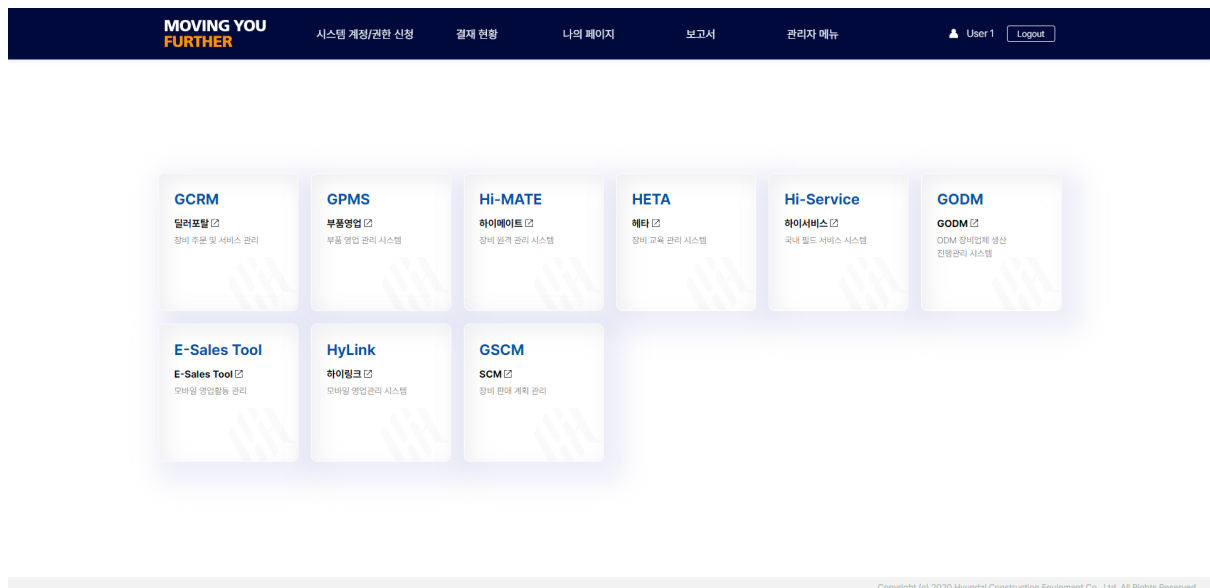 MOVING YOU
FURTHER
시스템 계정/권한 신청
결재 현황
나의 페이지
보고서
관리자 메뉴
User 1
Logout
GCRM
딜러포탈
장비 주문 및 서비스 관리
GPMS
부품영업
부품 영업 관리 시스템
Hi-MATE
하이메이트
장비 원격 관리 시스템
HETA
헤타
장비 교육 관리 시스템
Hi-Service
하이서비스
국내 필드 서비스 시스템
GODM
GODM
ODM 장비업체 생산
진행관리 시스템
E-Sales Tool
E-Sales Tool
모바일 영업활동 관리
HyLink
하이링크
모바일 영업관리 시스템
GSCM
SCM
장비 판매 계획 관리
Copyright (c) 2020 Hyundai Construction Equipment Co., Ltd. All Rights Reserved.